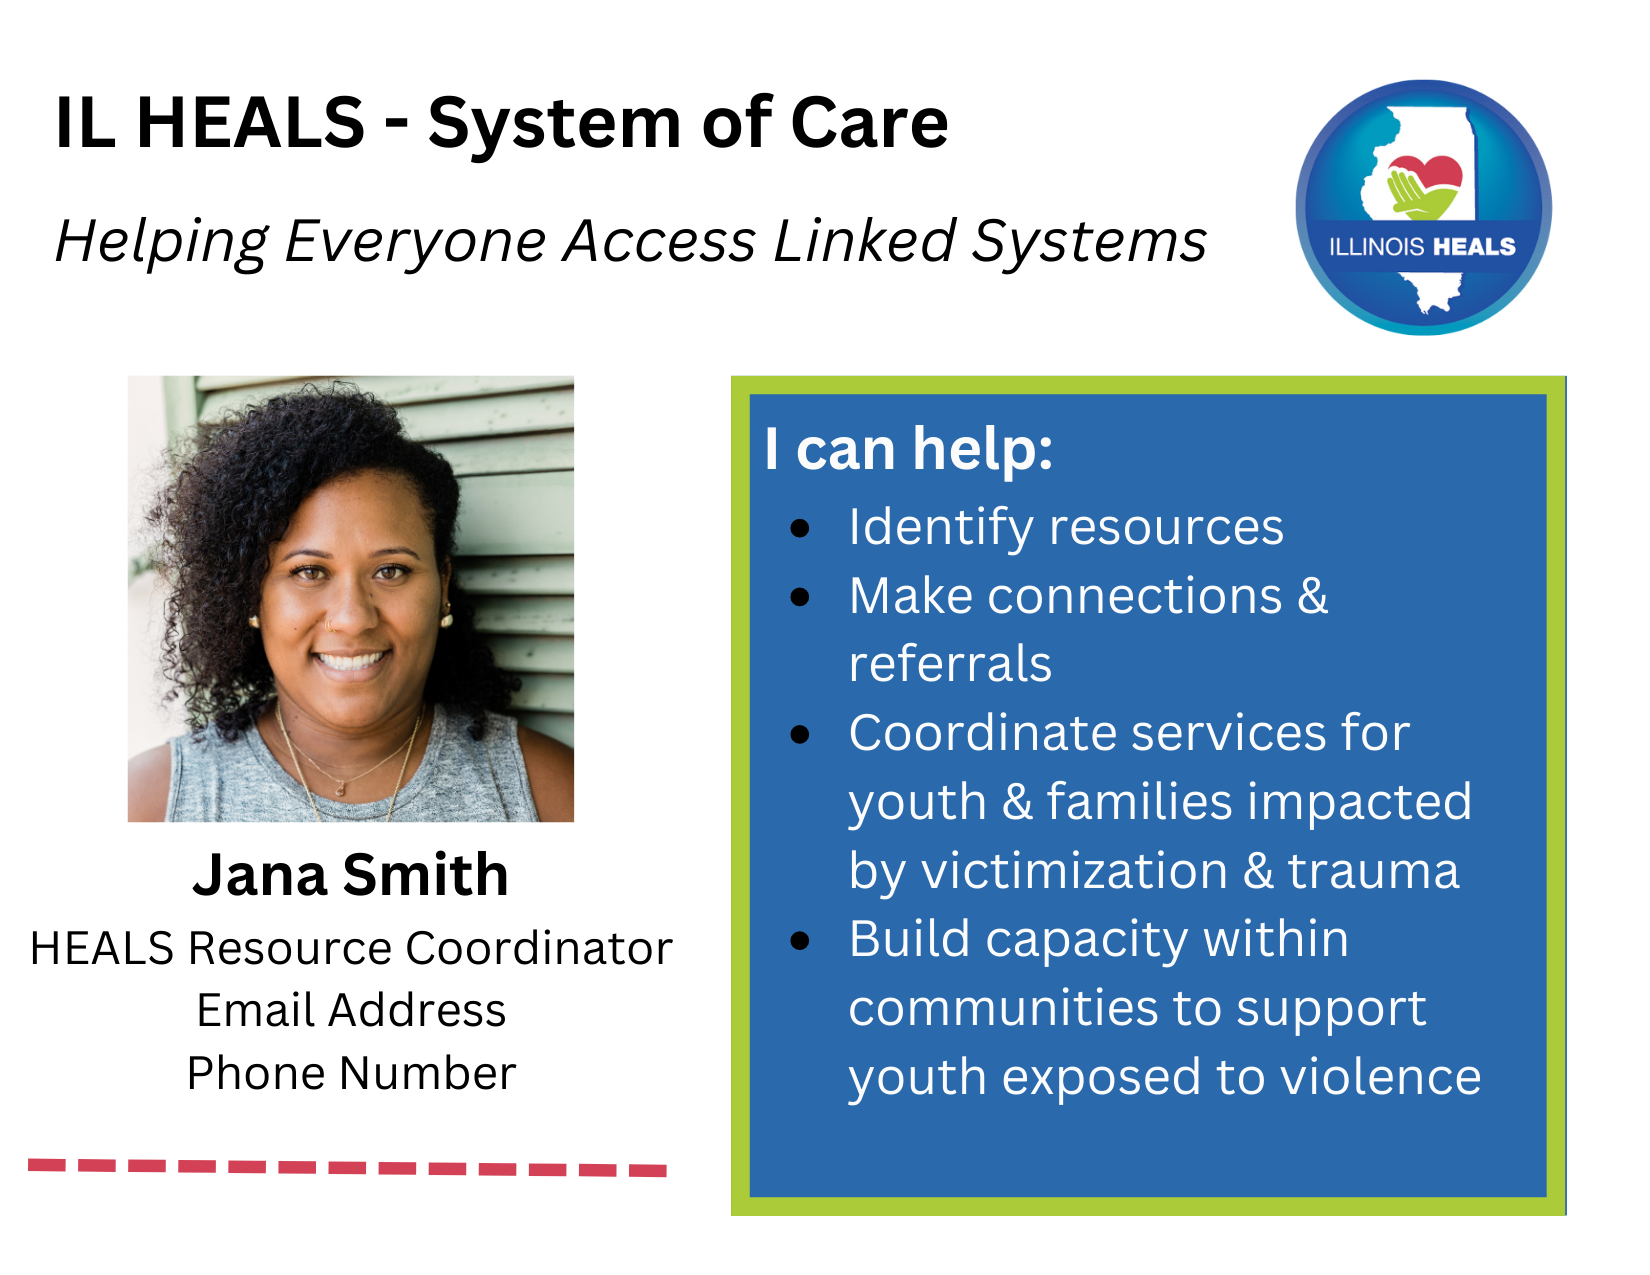 IL HEALS - System of Care
Helping Everyone Access Linked Systems
ILLINOIS HEALS
Jana Smith
HEALS Resource Coordinator
Email Address
Phone Number
I can help:
Identify resources
Make connections &
referrals
Coordinate services for
youth & families impacted
by victimization & trauma
Build capacity within
communities to support
youth exposed to violence